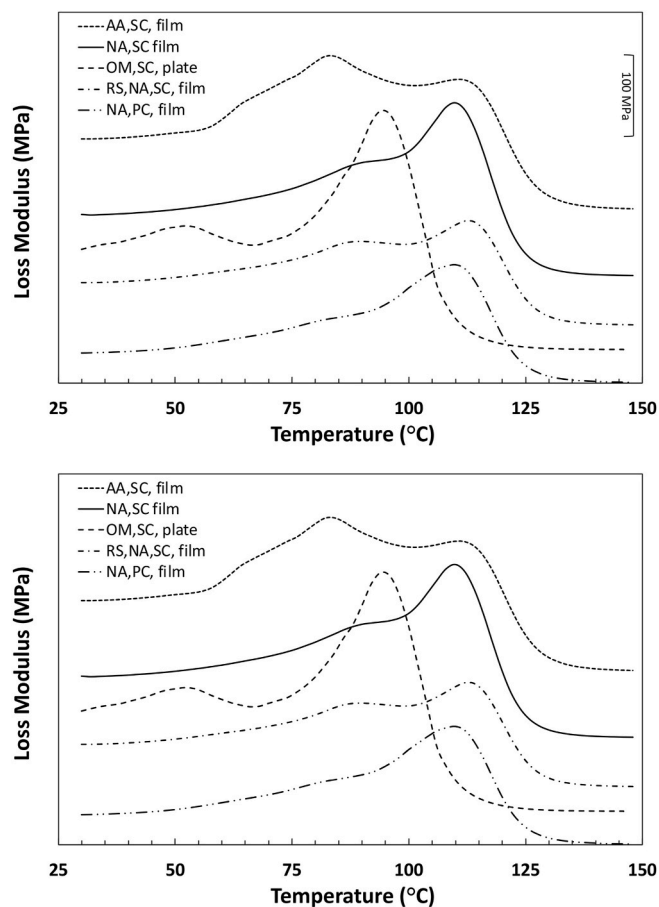 AA,SC, film
NA,SC film
OM,SC, plate
RS,NA,SC, film
NA,PC, film
100 MPa
Loss Modulus (MPa)
25 50 75 100 125 150
Temperature (°C)
AA,SC, film
NA,SC film
OM,SC, plate
RS,NA,SC, film
NA,PC, film
Loss Modulus (MPa)
25 50 75 100 125 150
Temperature (°C)